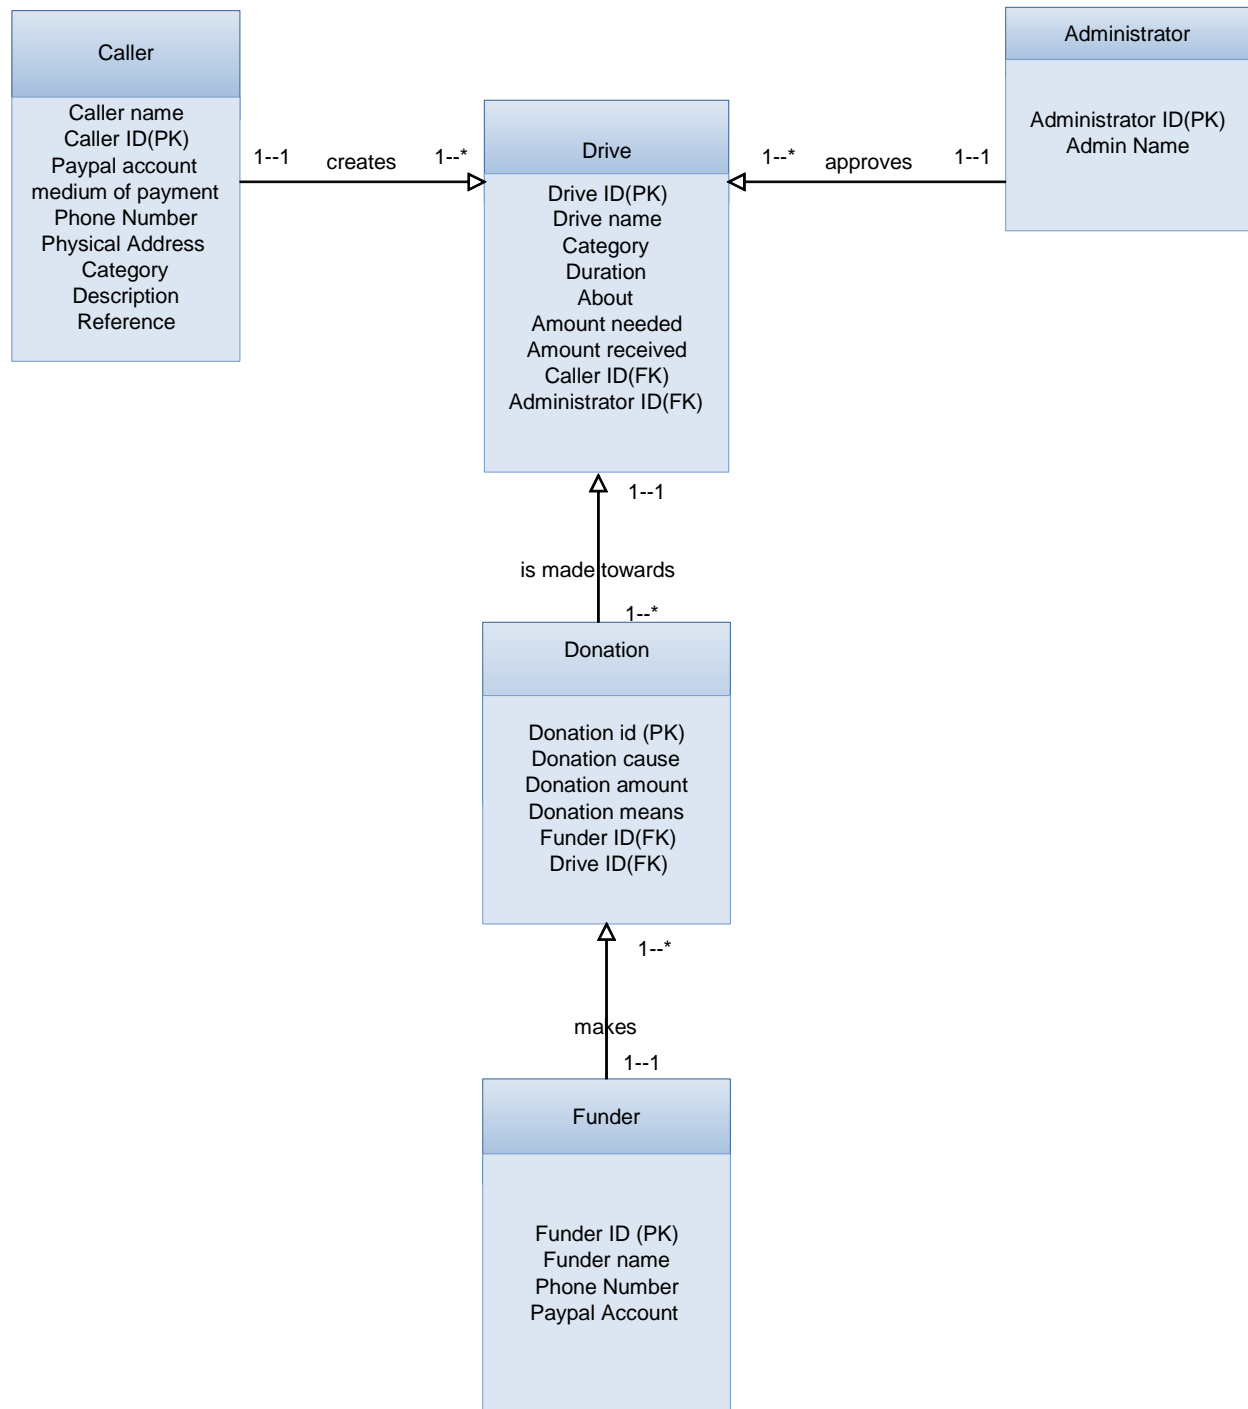 Caller
Caller name
Caller ID(PK)
Paypal account
medium of payment
Phone Number
Physical Address
Category
Description
Reference
1--1
creates
1--*
Drive
Drive ID(PK)
Drive name
Category
Duration
About
Amount needed
Amount received
Caller ID(FK)
Administrator ID(FK)
1--*
approves
1--1
Administrator
Administrator ID(PK)
Admin Name
1--1
is made towards
1--*
Donation
Donation id (PK)
Donation cause
Donation amount
Donation means
Funder ID(FK)
Drive ID(FK)
1--*
makes
1--1
Funder
Funder ID (PK)
Funder name
Phone Number
Paypal Account